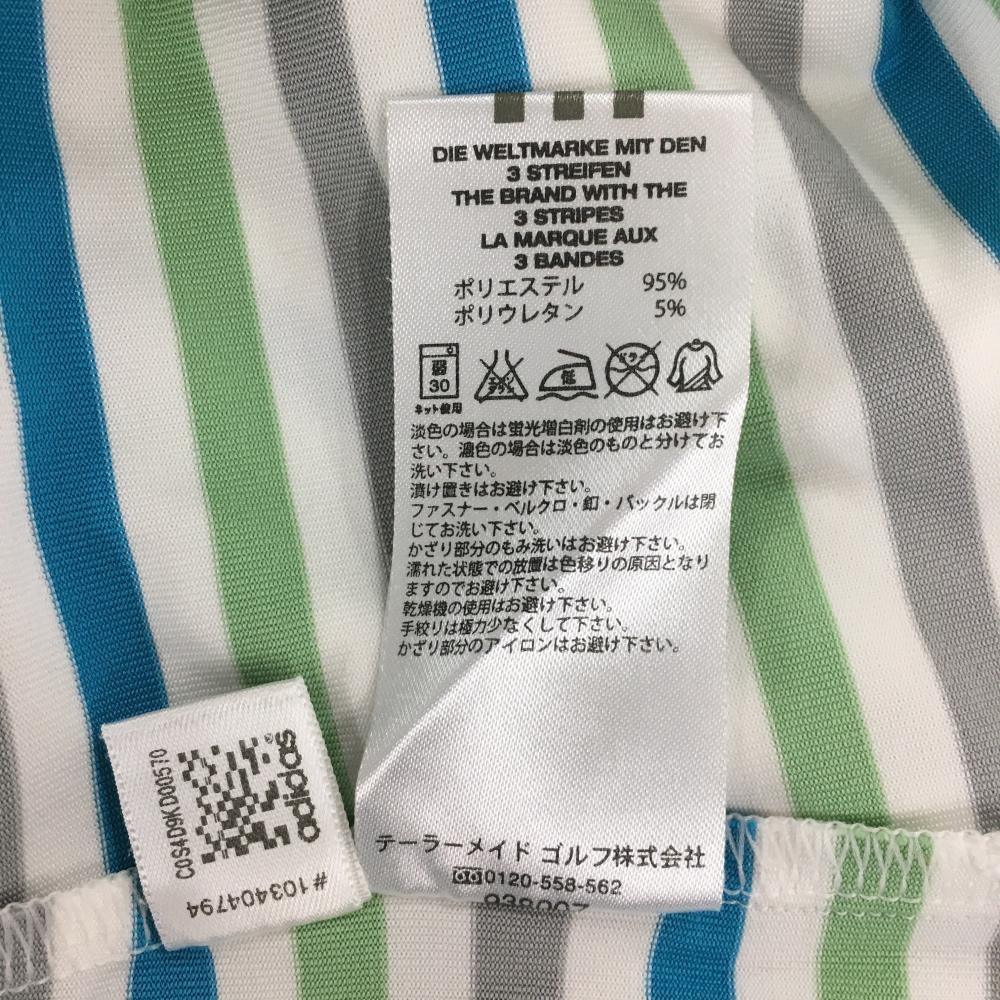 DIE WELTMARKE MIT DEN
3 STREIFEN
THE BRAND WITH THE
3 STRIPES
LA MARQUE AUX
3 BANDES
ポリエステル 95%
ポリウレタン 5%
弱
30
ネット使用
低
ドライ
淡色の場合は蛍光増白剤の使用はお避け下
さい。濃色の場合は淡色のものと分けてお
洗い下さい。
漬け置きはお避け下さい。
ファスナー・ベルクロ・釦・バックルは閉
じてお洗い下さい。
かざり部分のもみ洗いはお避け下さい。
濡れた状態での放置は色移りの原因となり
ますのでお避け下さい。
乾燥機の使用はお避け下さい。
手絞りは極力少なくして下さい。
かざり部分のアイロンはお避け下さい。
テーラーメイド ゴルフ株式会社
0120-558-562
C0S4D9KD00570
adidas
#103404794